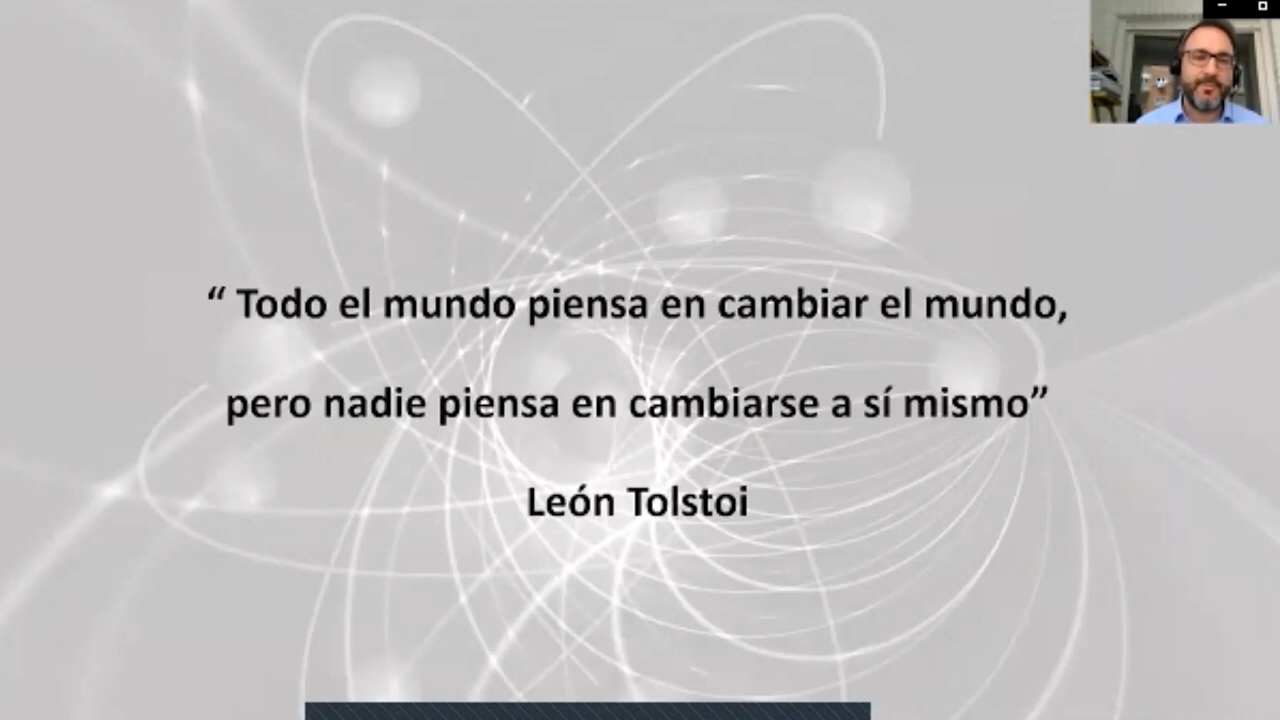 “ Todo el mundo piensa en cambiar el mundo,
pero nadie piensa en cambiarse a sí mismo”
León Tolstoi